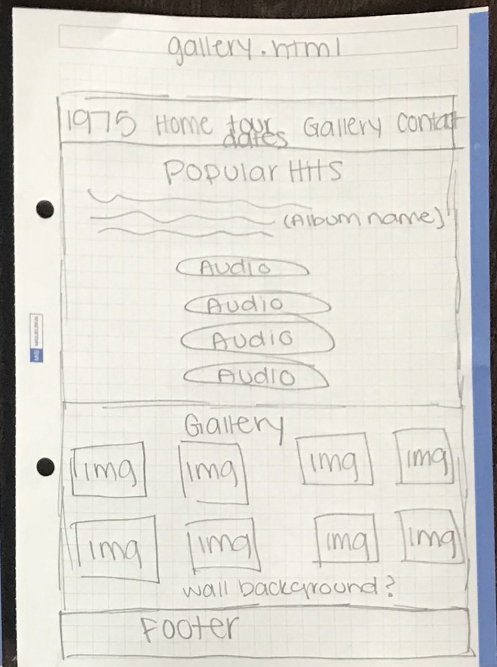 gallery.html
1975 Home tour dates Gallery Contact
Popular Hits
(Album name)
Audio
Audio
Audio
Audio
Gallery
img img img img
img img img img
wall background?
Footer